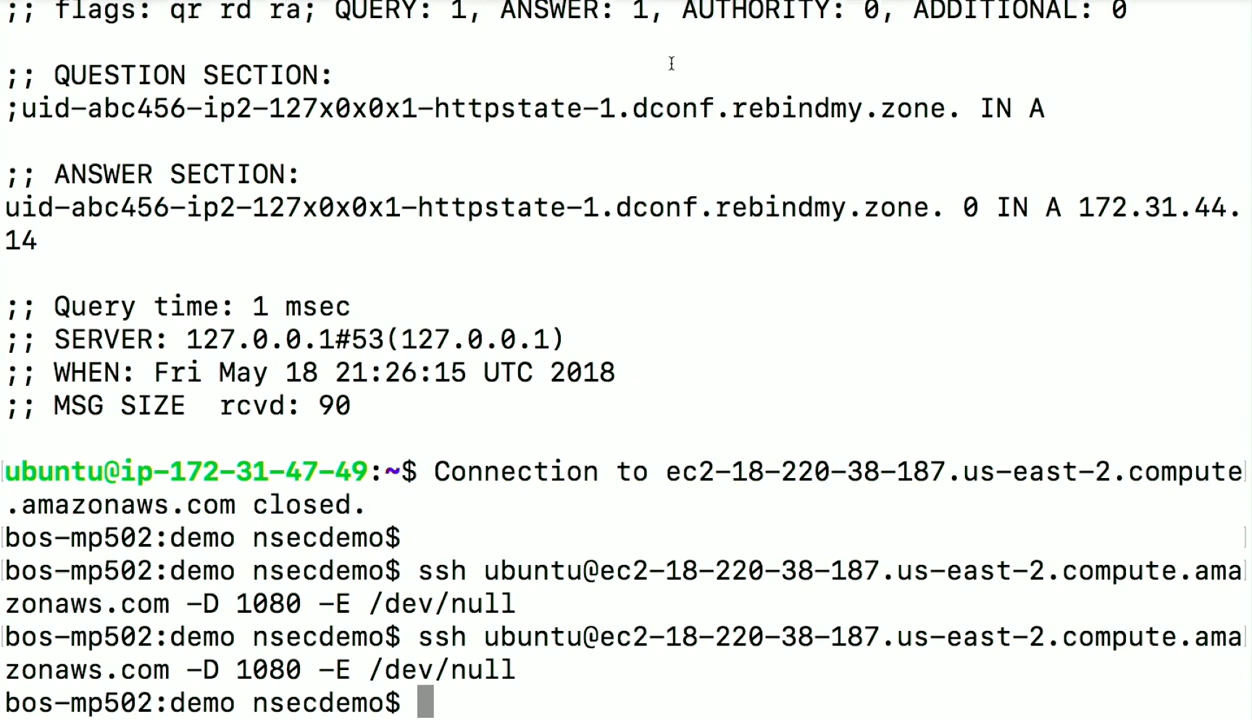 ;; flags: qr rd ra; QUERY: 1, ANSWER: 1, AUTHORITY: 0, ADDITIONAL: 0
;; QUESTION SECTION:
;uid-abc456-ip2-127x0x0x1-httpstate-1.dconf.rebindmy.zone. IN A
;; ANSWER SECTION:
uid-abc456-ip2-127x0x0x1-httpstate-1.dconf.rebindmy.zone. 0 IN A 172.31.44.
14
;; Query time: 1 msec
;; SERVER: 127.0.0.1#53(127.0.0.1)
;; WHEN: Fri May 18 21:26:15 UTC 2018
;; MSG SIZE  rcvd: 90
ubuntu@ip-172-31-47-49:~$ Connection to ec2-18-220-38-187.us-east-2.compute
.amazonaws.com closed.
bos-mp502:demo nsecdemo$
bos-mp502:demo nsecdemo$ ssh ubuntu@ec2-18-220-38-187.us-east-2.compute.ama
zonaws.com -D 1080 -E /dev/null
bos-mp502:demo nsecdemo$ ssh ubuntu@ec2-18-220-38-187.us-east-2.compute.ama
zonaws.com -D 1080 -E /dev/null
bos-mp502:demo nsecdemo$